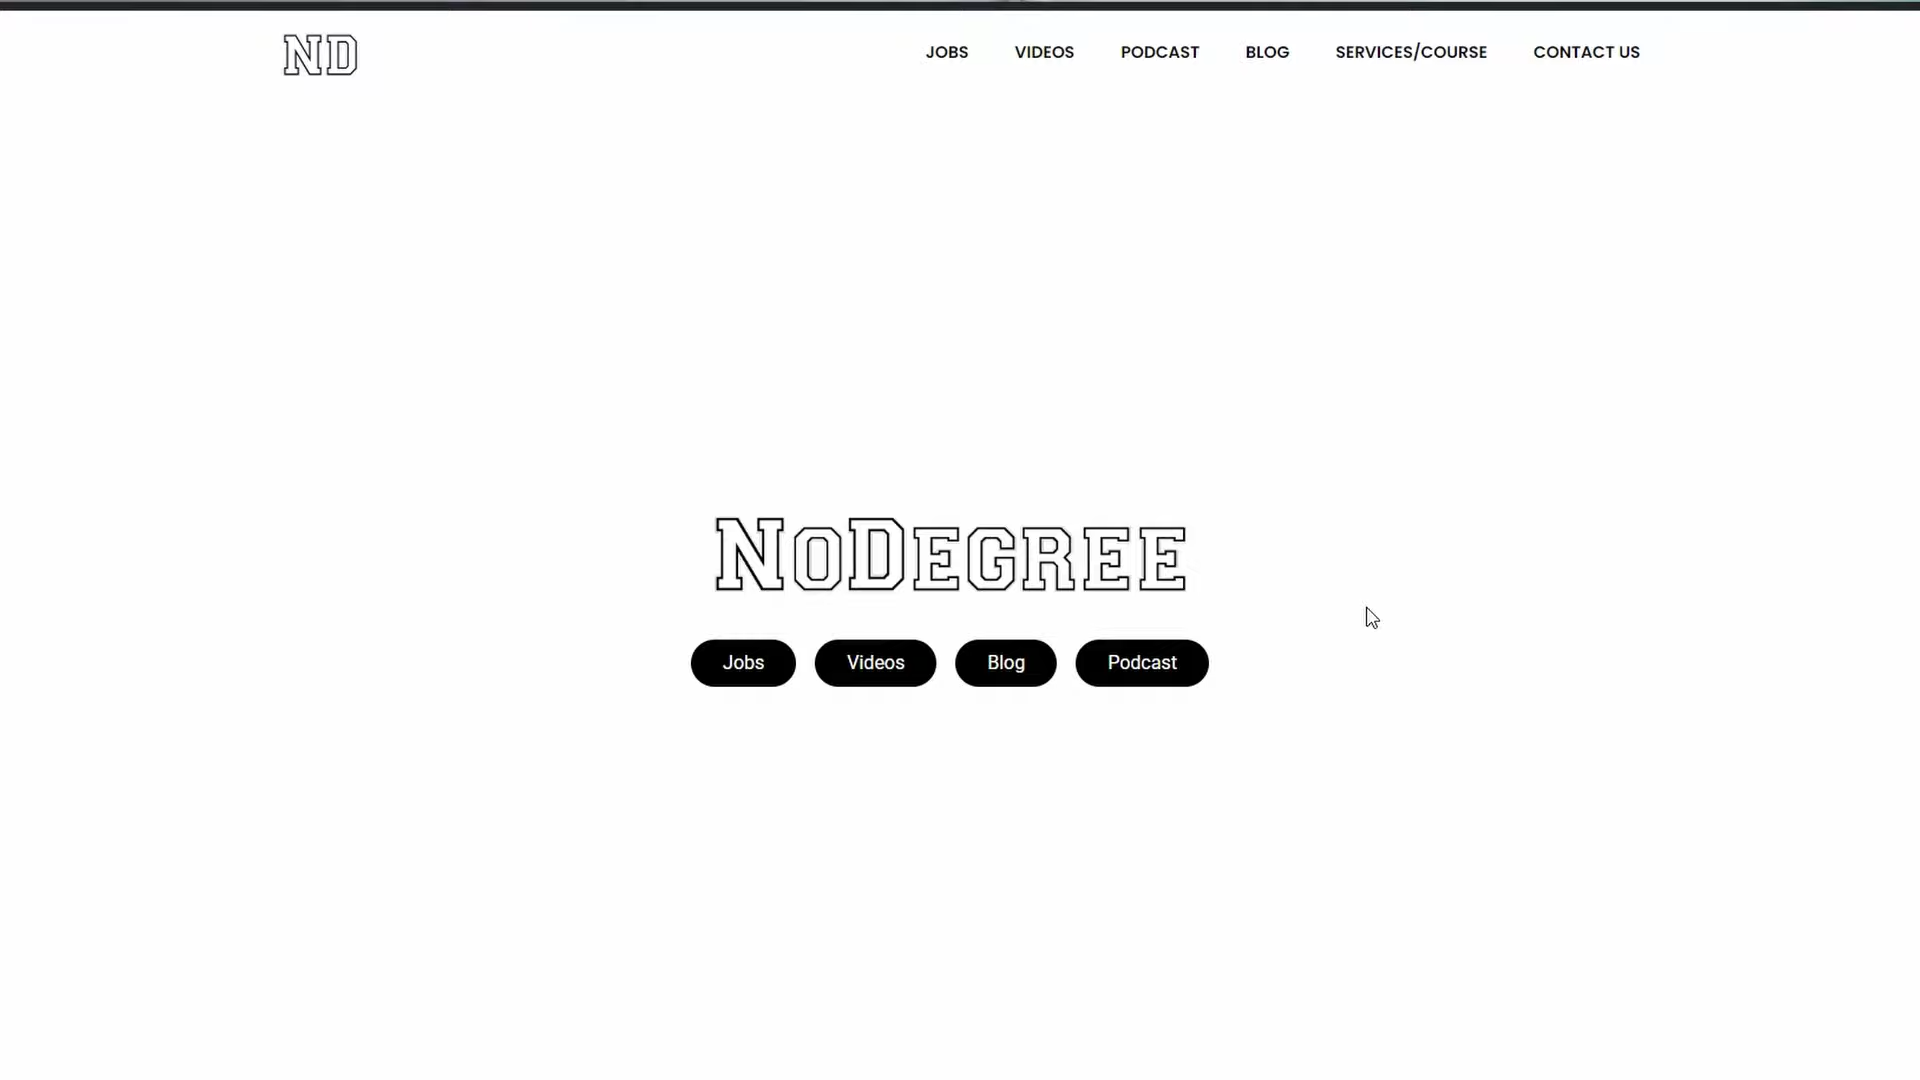 ND
JOBS VIDEOS PODCAST BLOG SERVICES/COURSE CONTACT US
NODEGREE
Jobs Videos Blog Podcast